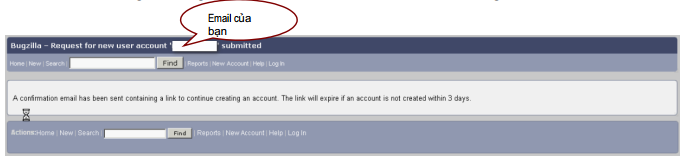 Email của
bạn
Bugzilla – Request for new user account ' ' submitted
Home | New | Search | Find Reports | New Account | Help | Log In
A confirmation email has been sent containing a link to continue creating an account. The link will expire if an account is not created within 3 days.
Actions: Home | New | Search | Find Reports | New Account | Help | Log In